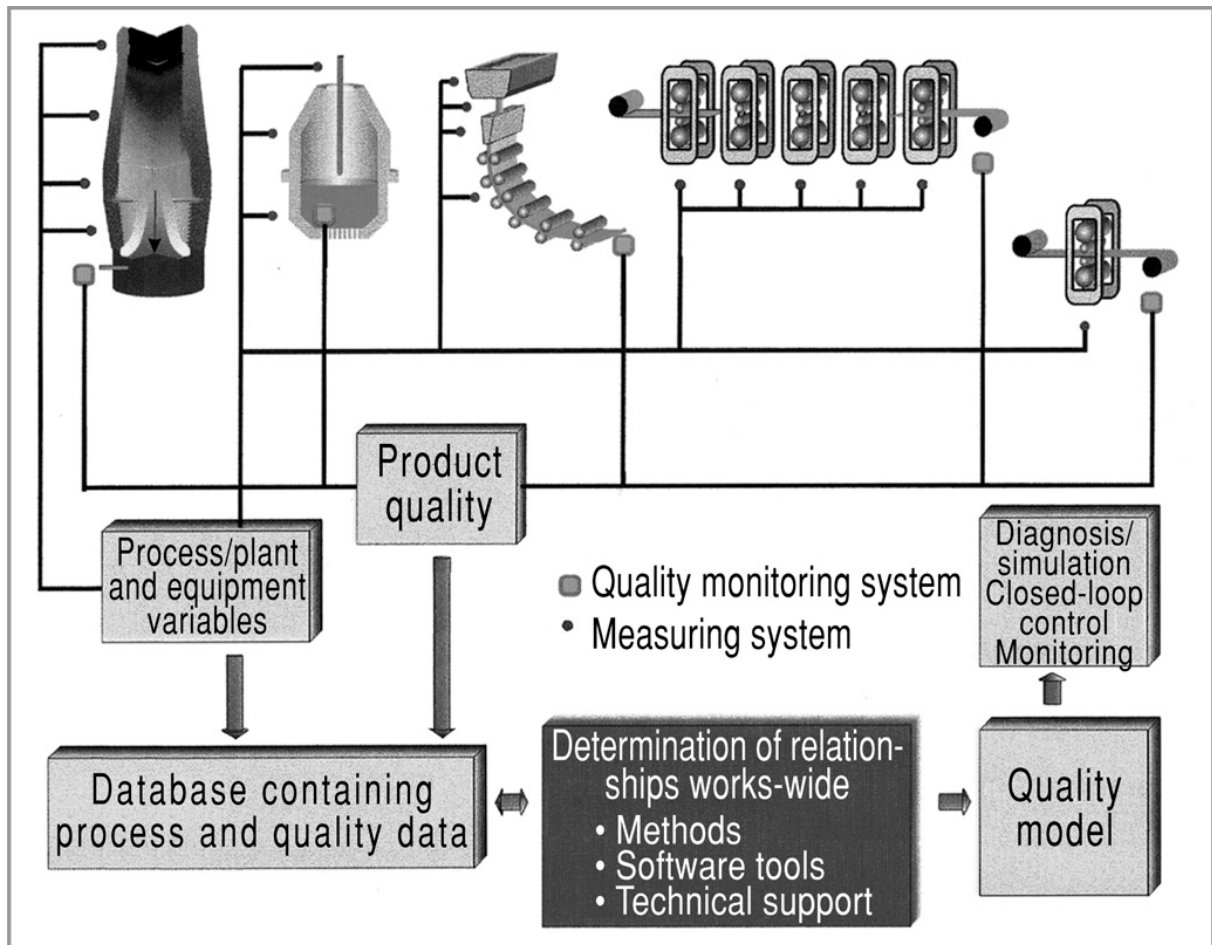 Product
quality
Process/plant
and equipment
variables
Quality monitoring system
Measuring system
Diagnosis/
simulation
Closed-loop
control
Monitoring
Database containing
process and quality data
Determination of relation-
ships works-wide
• Methods
• Software tools
• Technical support
Quality
model